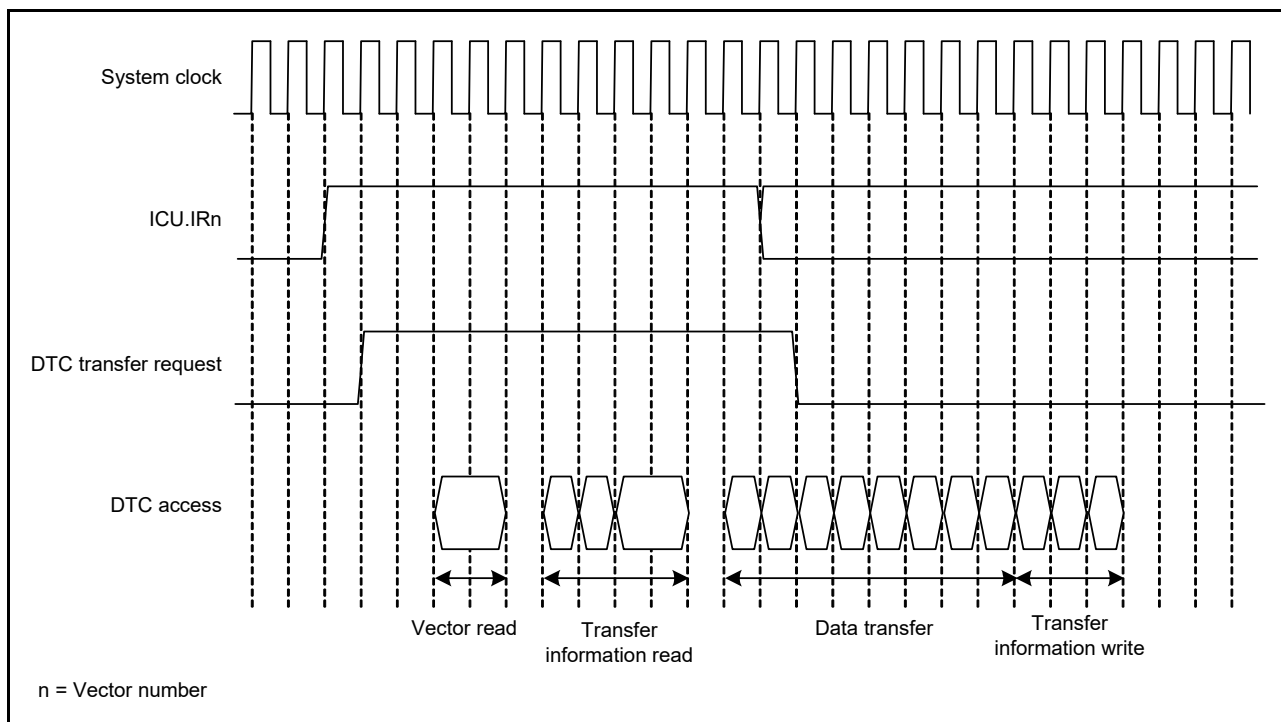 System clock
ICU.IRn
DTC transfer request
DTC access
Vector read
Transfer
information read
Data transfer
Transfer
information write
n = Vector number